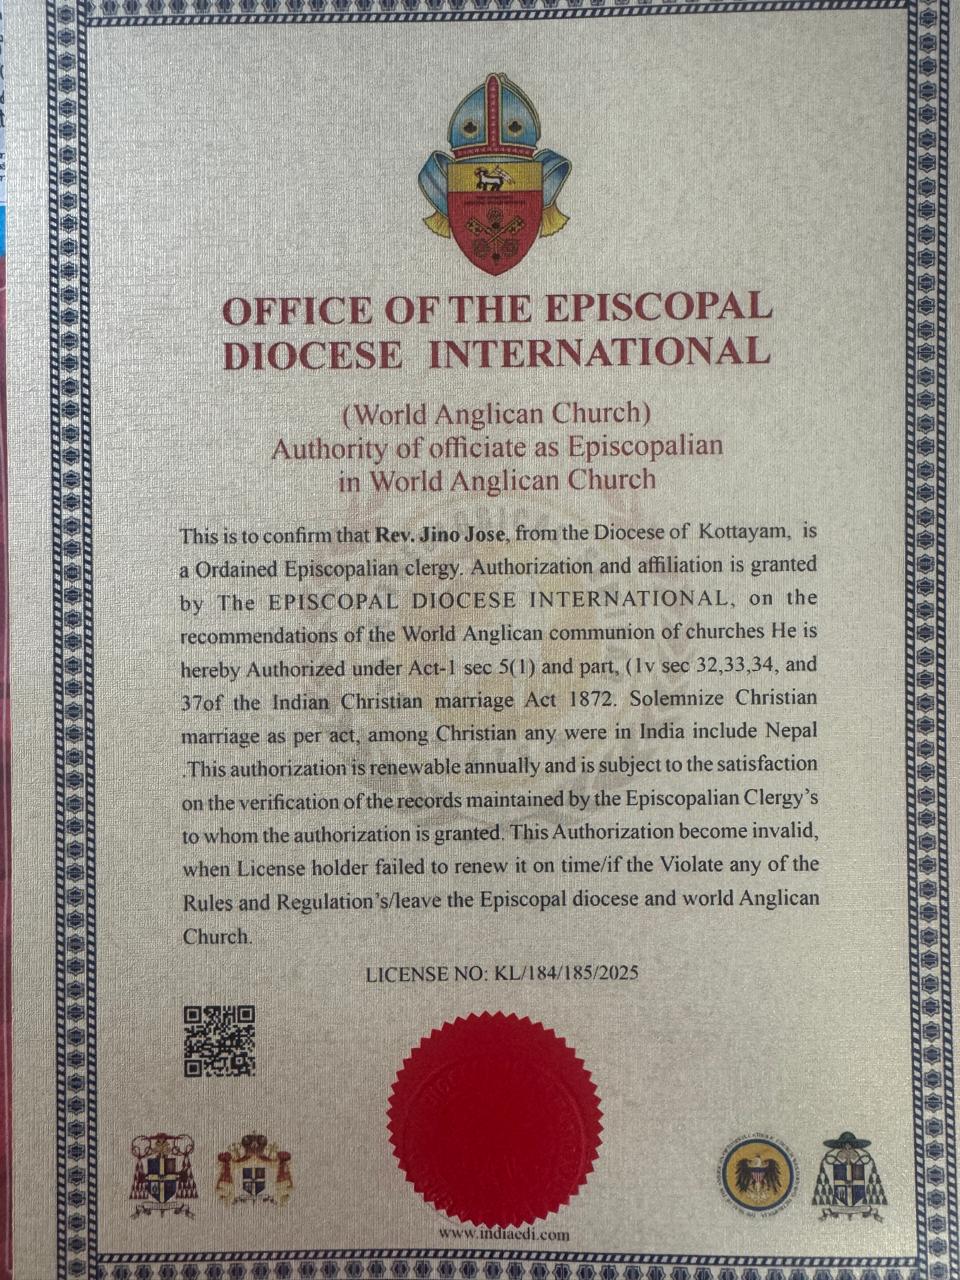 OFFICE OF THE EPISCOPAL
DIOCESE INTERNATIONAL
(World Anglican Church)
Authority of officiate as Episcopalian
in World Anglican Church
This is to confirm that Rev. Jino Jose, from the Diocese of Kottayam, is
a Ordained Episcopalian clergy. Authorization and affiliation is granted
by The EPISCOPAL DIOCESE INTERNATIONAL, on the
recommendations of the World Anglican communion of churches He is
hereby Authorized under Act-1 sec 5(1) and part, (1v sec 32,33,34, and
37of the Indian Christian marriage Act 1872. Solemnize Christian
marriage as per act, among Christian any were in India include Nepal
.This authorization is renewable annually and is subject to the satisfaction
on the verification of the records maintained by the Episcopalian Clergy's
to whom the authorization is granted. This Authorization become invalid,
when License holder failed to renew it on time/if the Violate any of the
Rules and Regulation's/leave the Episcopal diocese and world Anglican
Church.
LICENSE NO: KL/184/185/2025
www.indiaedi.com